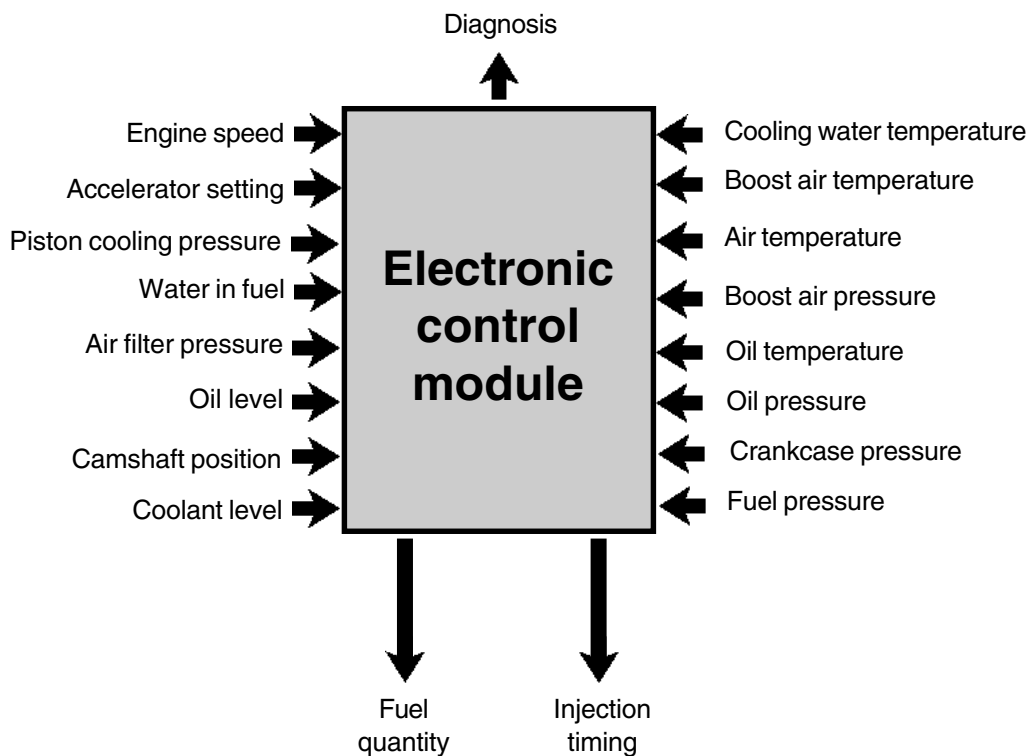 Diagnosis
Engine speed
Accelerator setting
Piston cooling pressure
Water in fuel
Air filter pressure
Oil level
Camshaft position
Coolant level
Electronic
control
module
Cooling water temperature
Boost air temperature
Air temperature
Boost air pressure
Oil temperature
Oil pressure
Crankcase pressure
Fuel pressure
Fuel
quantity
Injection
timing